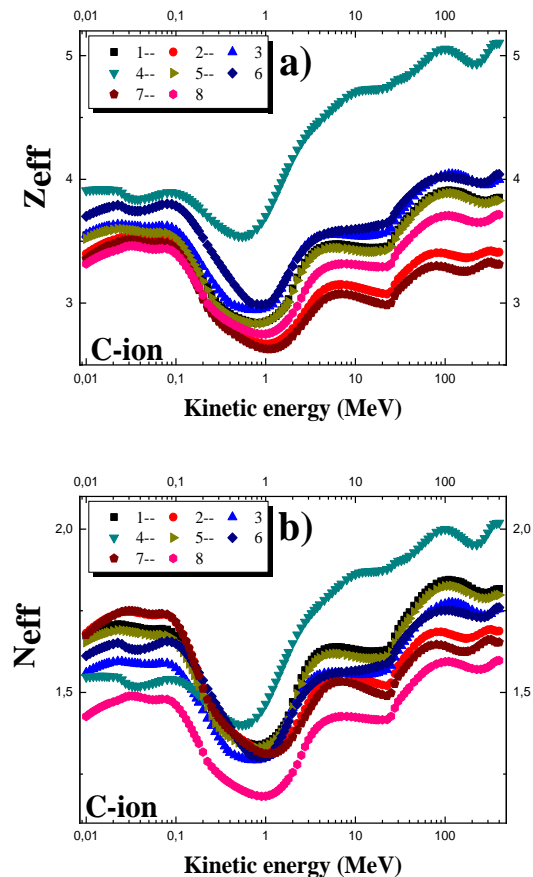 0,01 0,1 1 10 100
5 5
4 4
3 3
Zeff
1-- 2-- 3
4-- 5-- 6
7-- 8
a)
C-ion
0,01 0,1 1 10 100
Kinetic energy (MeV)
0,01 0,1 1 10 100
2,0 2,0
1,5 1,5
Neff
1-- 2-- 3
4-- 5-- 6
7-- 8
b)
C-ion
0,01 0,1 1 10 100
Kinetic energy (MeV)